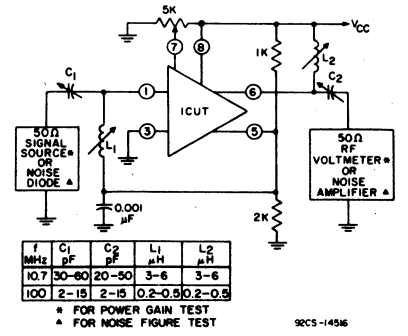 5K
VCC
7
8
1K
L2
C1
C2
1
6
ICUT
3
5
L1
50Ω
SIGNAL
SOURCE*
OR
NOISE
DIODE▲
50Ω
RF
VOLTMETER*
OR
NOISE
AMPLIFIER▲
0.001
μF
2K
f MHz C1 pF C2 pF L1 μH L2 μH
10.7 30-60 20-50 3-6 3-6
100 2-15 2-15 0.2-0.5 0.2-0.5
* FOR POWER GAIN TEST
▲ FOR NOISE FIGURE TEST
92CS-14516